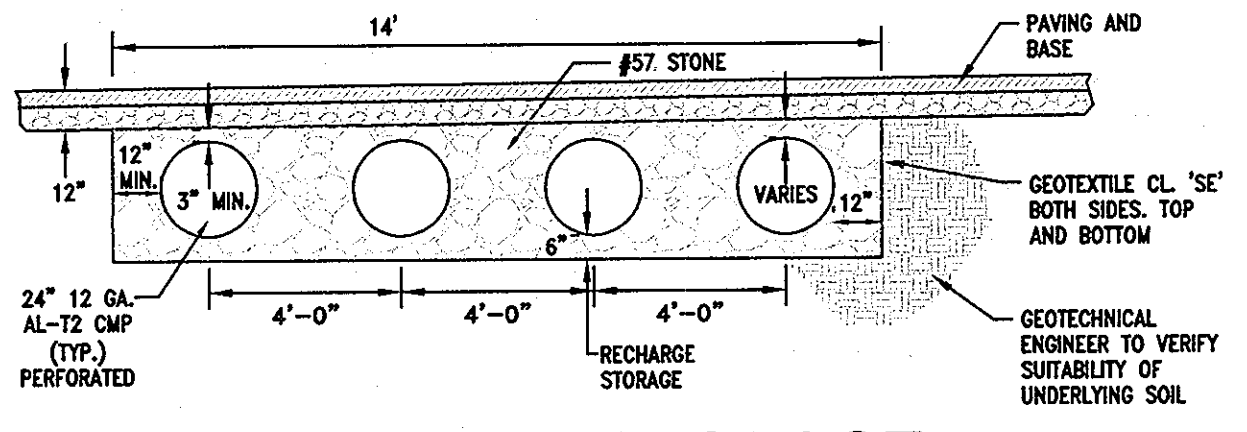 14'
#57. STONE
PAVING AND
BASE
12"
12"
MIN.
3" MIN.
VARIES
12"
6"
GEOTEXTILE CL. 'SE'
BOTH SIDES. TOP
AND BOTTOM
24" 12 GA.
AL-T2 CMP
(TYP.)
PERFORATED
4'-0"
4'-0"
4'-0"
RECHARGE
STORAGE
GEOTECHNICAL
ENGINEER TO VERIFY
SUITABILITY OF
UNDERLYING SOIL